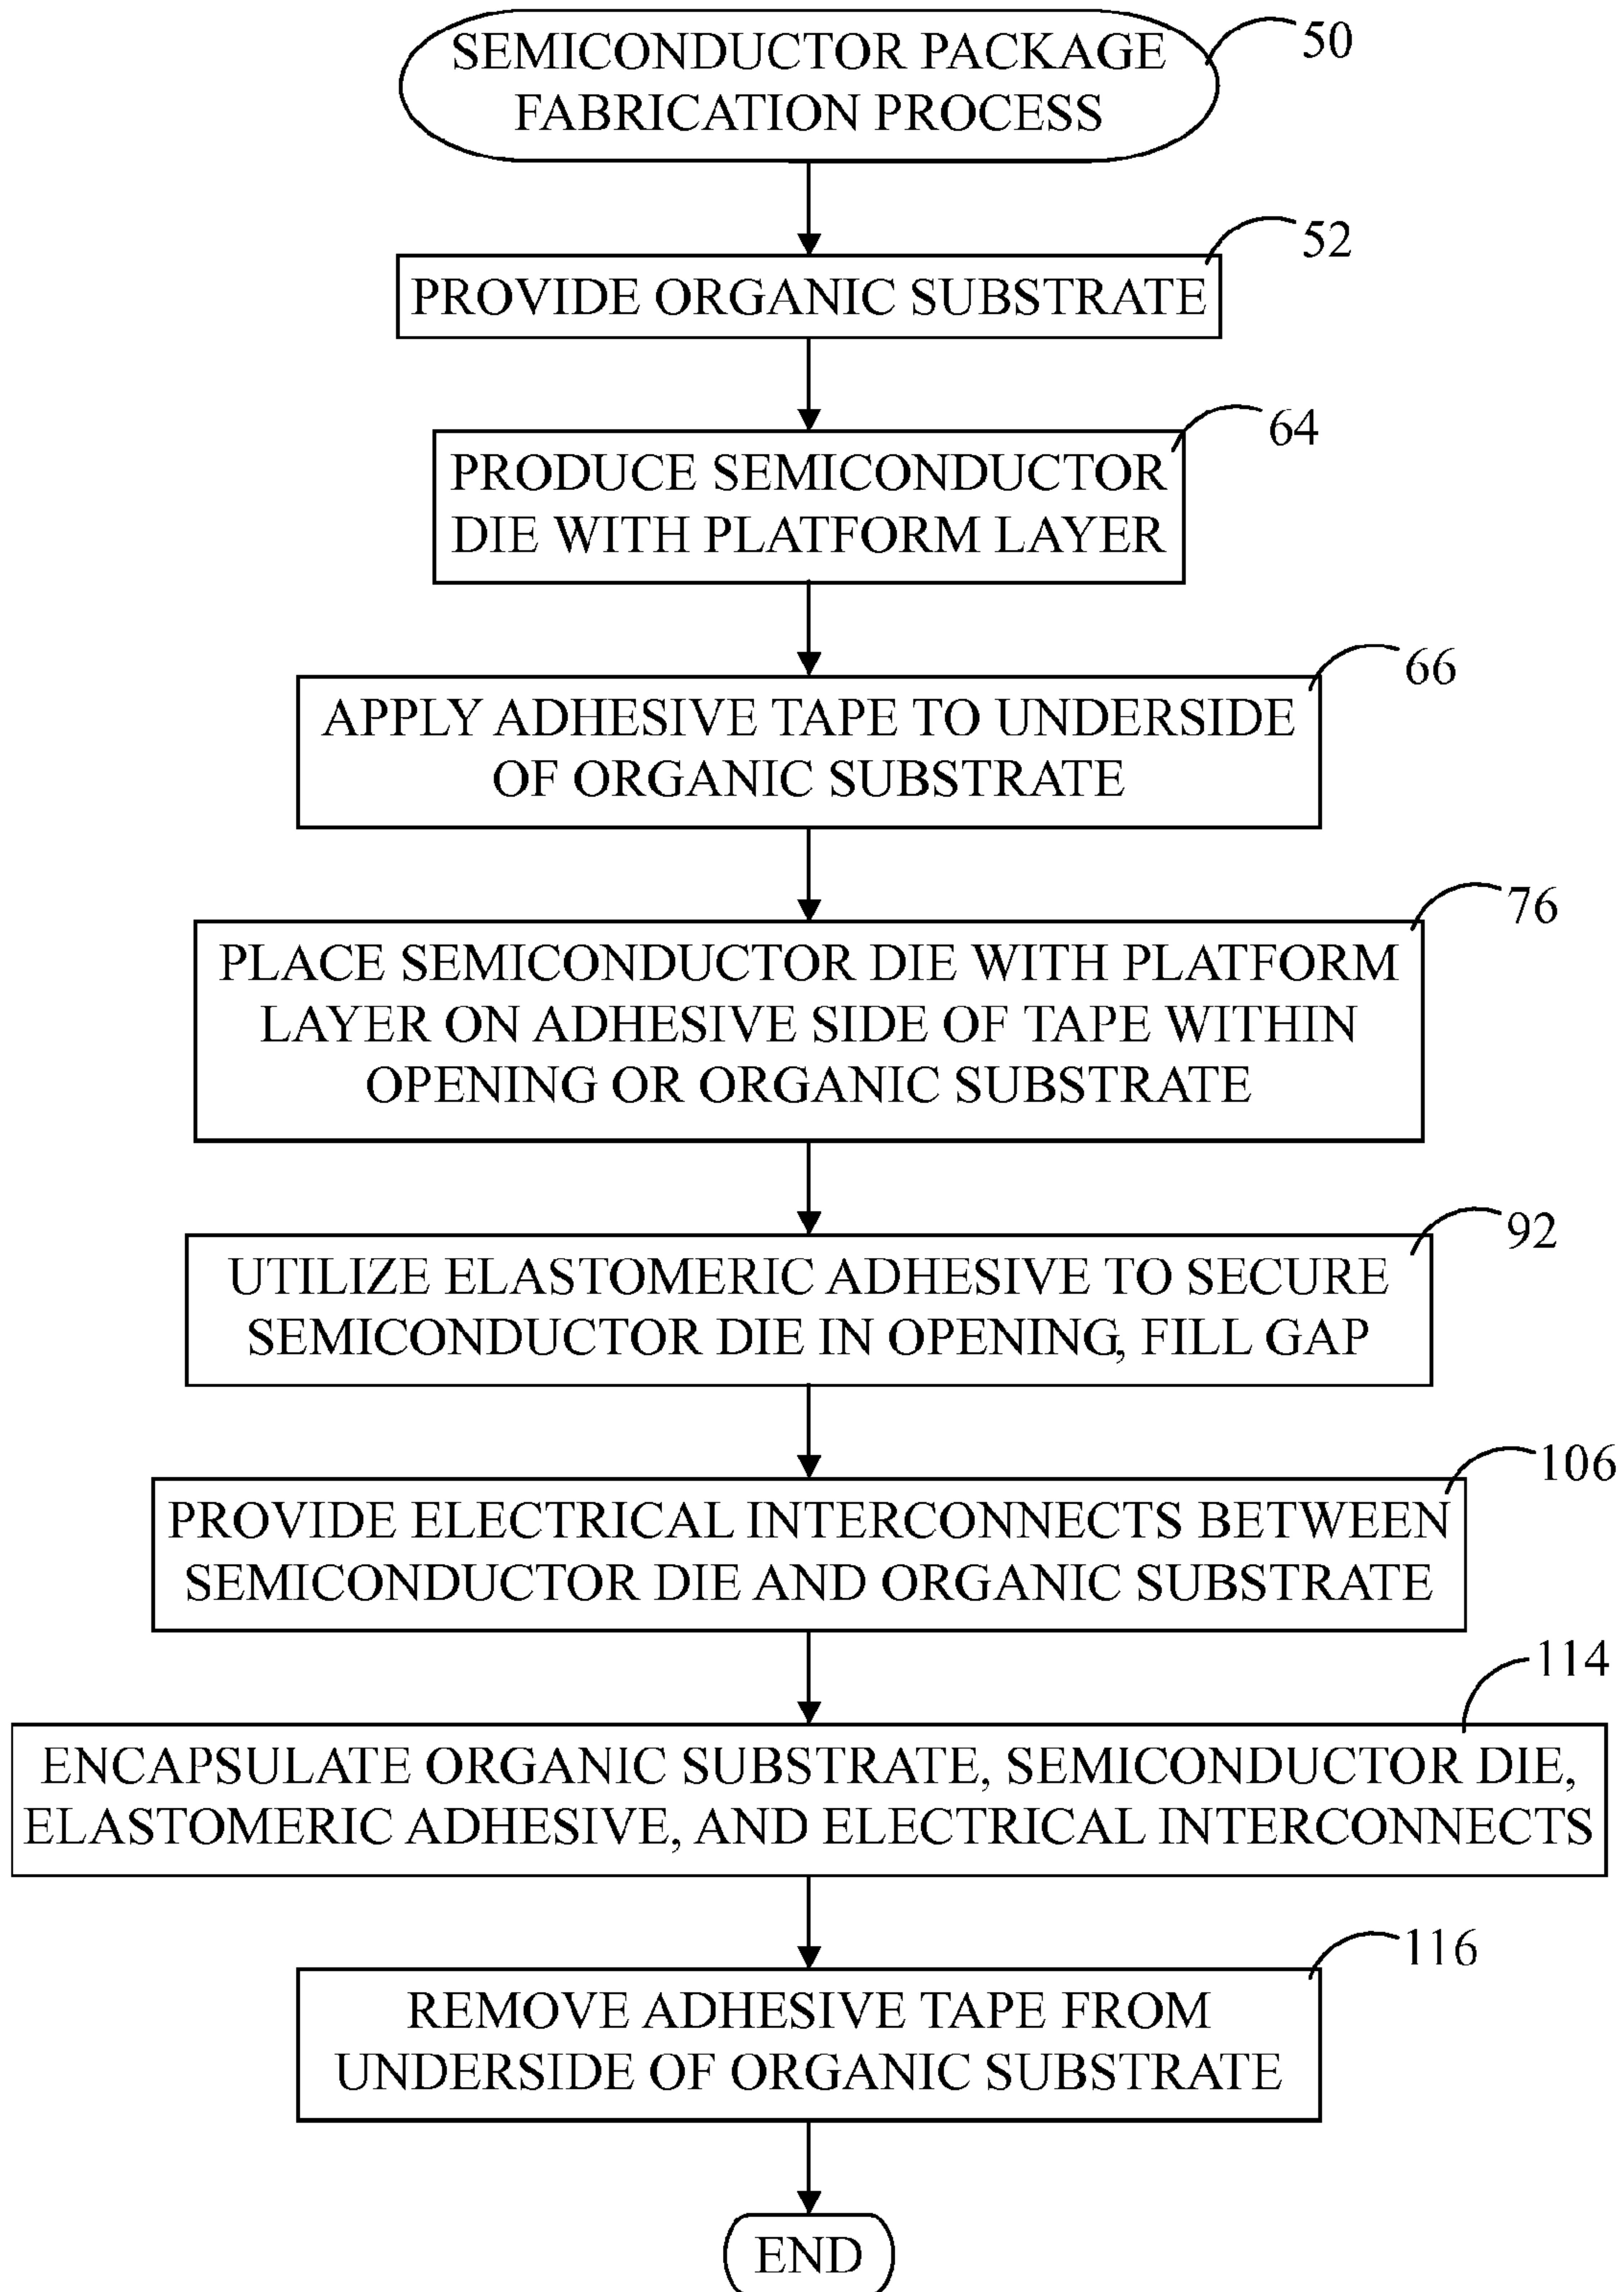 SEMICONDUCTOR PACKAGE
FABRICATION PROCESS
50
PROVIDE ORGANIC SUBSTRATE
52
PRODUCE SEMICONDUCTOR
DIE WITH PLATFORM LAYER
64
APPLY ADHESIVE TAPE TO UNDERSIDE
OF ORGANIC SUBSTRATE
66
PLACE SEMICONDUCTOR DIE WITH PLATFORM
LAYER ON ADHESIVE SIDE OF TAPE WITHIN
OPENING OR ORGANIC SUBSTRATE
76
UTILIZE ELASTOMERIC ADHESIVE TO SECURE
SEMICONDUCTOR DIE IN OPENING, FILL GAP
92
PROVIDE ELECTRICAL INTERCONNECTS BETWEEN
SEMICONDUCTOR DIE AND ORGANIC SUBSTRATE
106
ENCAPSULATE ORGANIC SUBSTRATE, SEMICONDUCTOR DIE,
ELASTOMERIC ADHESIVE, AND ELECTRICAL INTERCONNECTS
114
REMOVE ADHESIVE TAPE FROM
UNDERSIDE OF ORGANIC SUBSTRATE
116
END